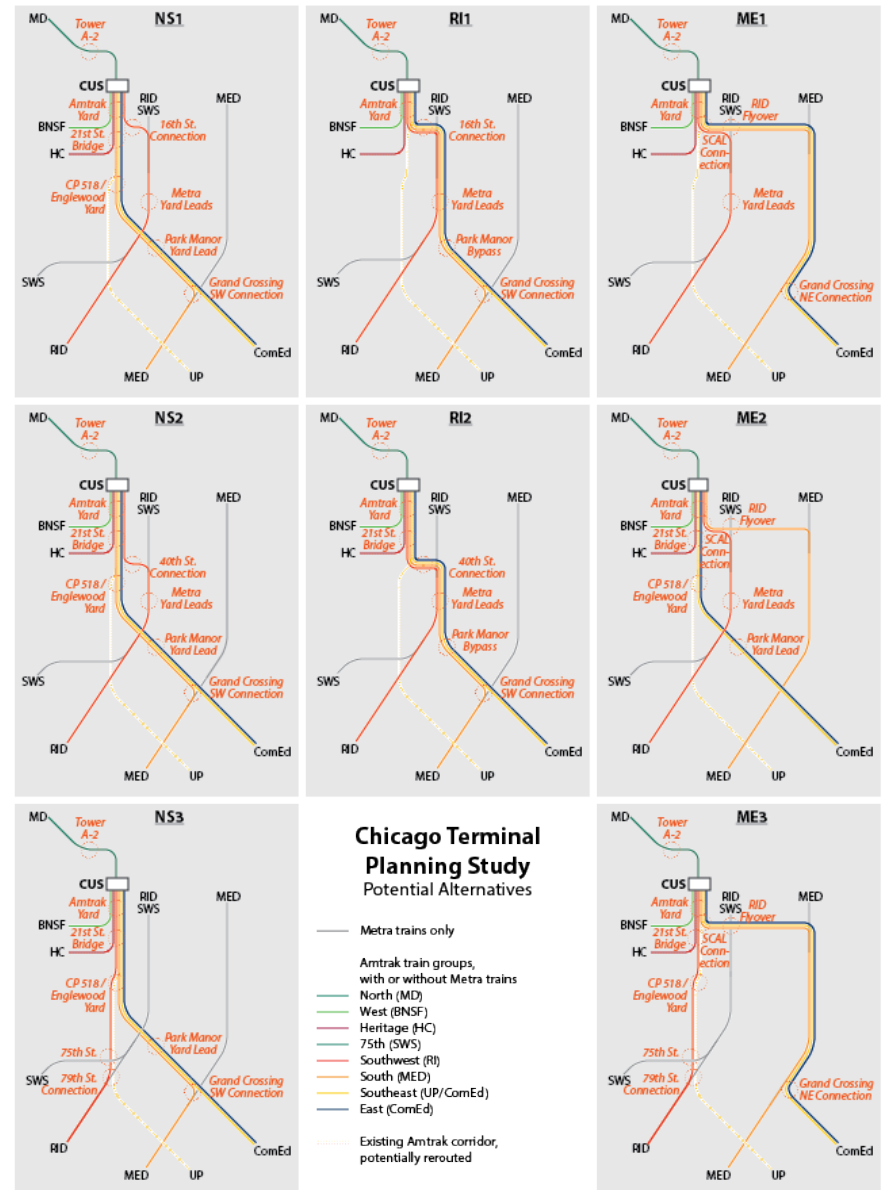 NS1
MD
Tower
A-2
CUS
Amtrak
Yard
RID
SWS
MED
BNSF
21st St.
Bridge
16th St.
Connection
HC
CP 518 /
Englewood
Yard
Metra
Yard Leads
Park Manor
Yard Lead
SWS
Grand Crossing
SW Connection
RID
ComEd
MED
UP
RI1
MD
Tower
A-2
CUS
Amtrak
Yard
RID
SWS
MED
BNSF
16th St.
Connection
HC
Metra
Yard Leads
Park Manor
Bypass
SWS
Grand Crossing
SW Connection
RID
ComEd
MED
UP
ME1
MD
Tower
A-2
CUS
Amtrak
Yard
RID
SWS
RID
Flyover
MED
BNSF
SCAL
Conn-
ection
HC
Metra
Yard Leads
SWS
Grand Crossing
NE Connection
RID
ComEd
MED
UP
NS2
MD
Tower
A-2
CUS
Amtrak
Yard
RID
SWS
MED
BNSF
21st St.
Bridge
HC
40th St.
Connection
CP 518 /
Englewood
Yard
Metra
Yard Leads
Park Manor
Yard Lead
SWS
Grand Crossing
SW Connection
RID
ComEd
MED
UP
RI2
MD
Tower
A-2
CUS
Amtrak
Yard
RID
SWS
MED
BNSF
21st St.
Bridge
HC
40th St.
Connection
Metra
Yard Leads
Park Manor
Bypass
SWS
Grand Crossing
SW Connection
RID
ComEd
MED
UP
ME2
MD
Tower
A-2
CUS
Amtrak
Yard
RID
SWS
RID
Flyover
MED
BNSF
21st St.
Bridge
SCAL
Conn-
ection
HC
CP 518 /
Englewood
Yard
Metra
Yard Leads
Park Manor
Yard Lead
SWS
RID
ComEd
MED
UP
NS3
MD
Tower
A-2
CUS
Amtrak
Yard
RID
SWS
MED
BNSF
21st St.
Bridge
HC
CP 518 /
Englewood
Yard
Park Manor
Yard Lead
75th St.
SWS
79th St.
Connection
Grand Crossing
SW Connection
RID
ComEd
MED
UP
Chicago Terminal
Planning Study
Potential Alternatives
Metra trains only
Amtrak train groups,
with or without Metra trains
North (MD)
West (BNSF)
Heritage (HC)
75th (SWS)
Southwest (RI)
South (MED)
Southeast (UP/ComEd)
East (ComEd)
Existing Amtrak corridor,
potentially rerouted
ME3
MD
Tower
A-2
CUS
Amtrak
Yard
RID
SWS
RID
Flyover
MED
BNSF
21st St.
Bridge
SCAL
Conn-
ection
HC
CP 518 /
Englewood
Yard
75th St.
SWS
79th St.
Connection
Grand Crossing
NE Connection
RID
ComEd
MED
UP